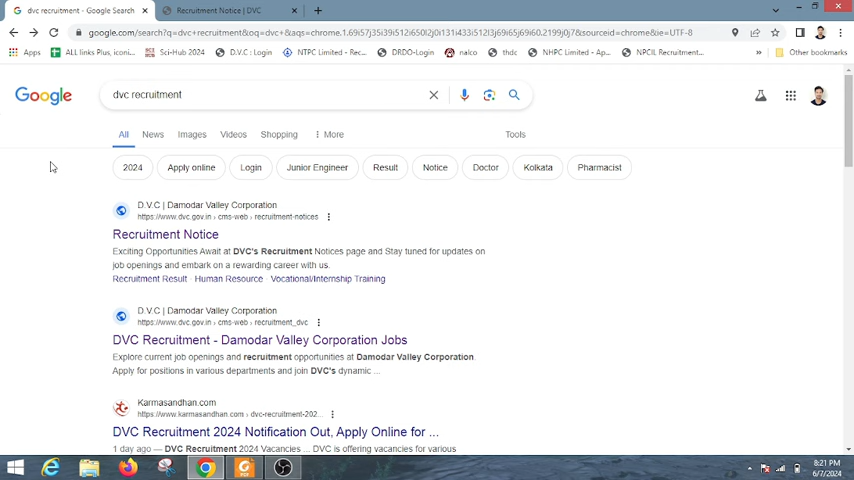 dvc recruitment - Google Search
Recruitment Notice | DVC
google.com/search?q=dvc+recruitment&oq=dvc+&aqs=chrome.1.69i57j35i39i512i650l2j0i131i433i512l3j69i65j69i60.2199j0j7&sourceid=chrome&ie=UTF-8
Apps ALL links Plus, iconi... Sci-Hub 2024 D.V.C : Login NTPC Limited - Rec... DRDO-Login nalco thdc NHPC Limited - Ap... NPCIL Recruitment... » Other bookmarks
Google dvc recruitment
All News Images Videos Shopping More Tools
2024 Apply online Login Junior Engineer Result Notice Doctor Kolkata Pharmacist
D.V.C | Damodar Valley Corporation
https://www.dvc.gov.in › cms-web › recruitment-notices
Recruitment Notice
Exciting Opportunities Await at DVC's Recruitment Notices page and Stay tuned for updates on
job openings and embark on a rewarding career with us.
Recruitment Result · Human Resource · Vocational/Internship Training
D.V.C | Damodar Valley Corporation
https://www.dvc.gov.in › cms-web › recruitment_dvc
DVC Recruitment - Damodar Valley Corporation Jobs
Explore current job openings and recruitment opportunities at Damodar Valley Corporation.
Apply for positions in various departments and join DVC's dynamic ...
Karmasandhan.com
https://www.karmasandhan.com › dvc-recruitment-202...
DVC Recruitment 2024 Notification Out, Apply Online for ...
1 day ago — DVC Recruitment 2024 Vacancies ... DVC is offering vacancies for various
8:21 PM
6/7/2024